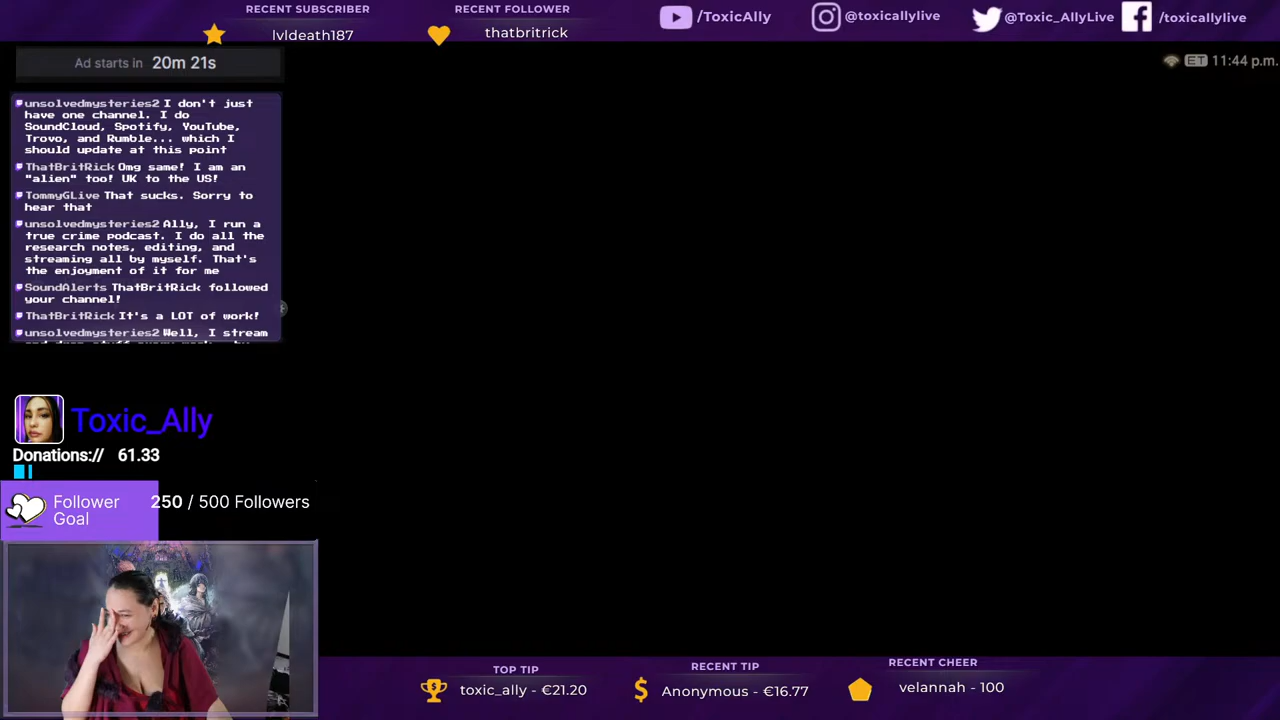 RECENT SUBSCRIBER
lvldeath187
RECENT FOLLOWER
thatbritrick
/ToxicAlly
@toxicallylive
@Toxic_AllyLive
/toxicallylive
Ad starts in 20m 21s
ET 11:44 p.m.
unsolvedmysteries2 I don't just
have one channel. I do
SoundCloud, Spotify, YouTube,
Trovo, and Rumble... which I
should update at this point
ThatBritRick Omg same! I am an
"alien" too! UK to the US!
TommyGLive That sucks. Sorry to
hear that
unsolvedmysteries2 Ally, I run a
true crime podcast. I do all the
research notes, editing, and
streaming all by myself. That's
the enjoyment of it for me
SoundAlerts ThatBritRick followed
your channel!
ThatBritRick It's a LOT of work!
unsolvedmysteries2 Well, I stream
Toxic_Ally
Donations:// 61.33
Follower
Goal
250 / 500 Followers
TOP TIP
toxic_ally - €21.20
RECENT TIP
Anonymous - €16.77
RECENT CHEER
velannah - 100